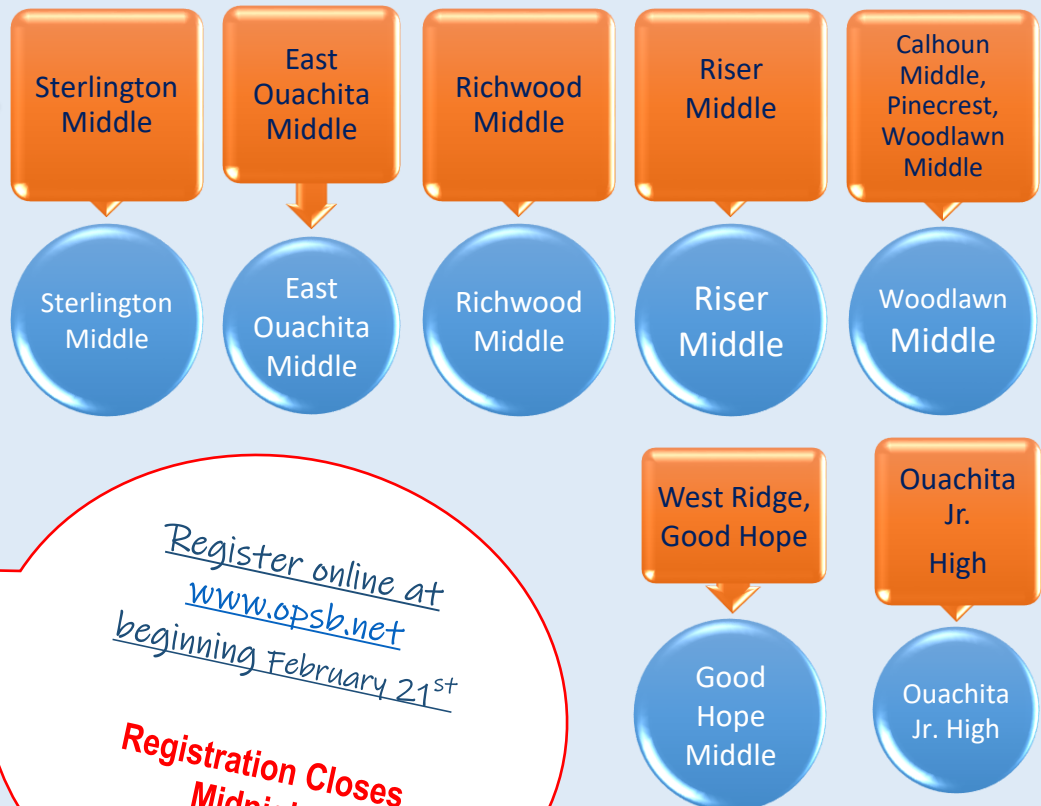 Sterlington
Middle
East
Ouachita
Middle
Richwood
Middle
Riser
Middle
Calhoun
Middle,
Pinecrest,
Woodlawn
Middle
Sterlington
Middle
East
Ouachita
Middle
Richwood
Middle
Riser
Middle
Woodlawn
Middle
West Ridge,
Good Hope
Ouachita
Jr.
High
Good
Hope
Middle
Ouachita
Jr. High
Register online at
www.opsb.net
beginning February 21st
Registration Closes